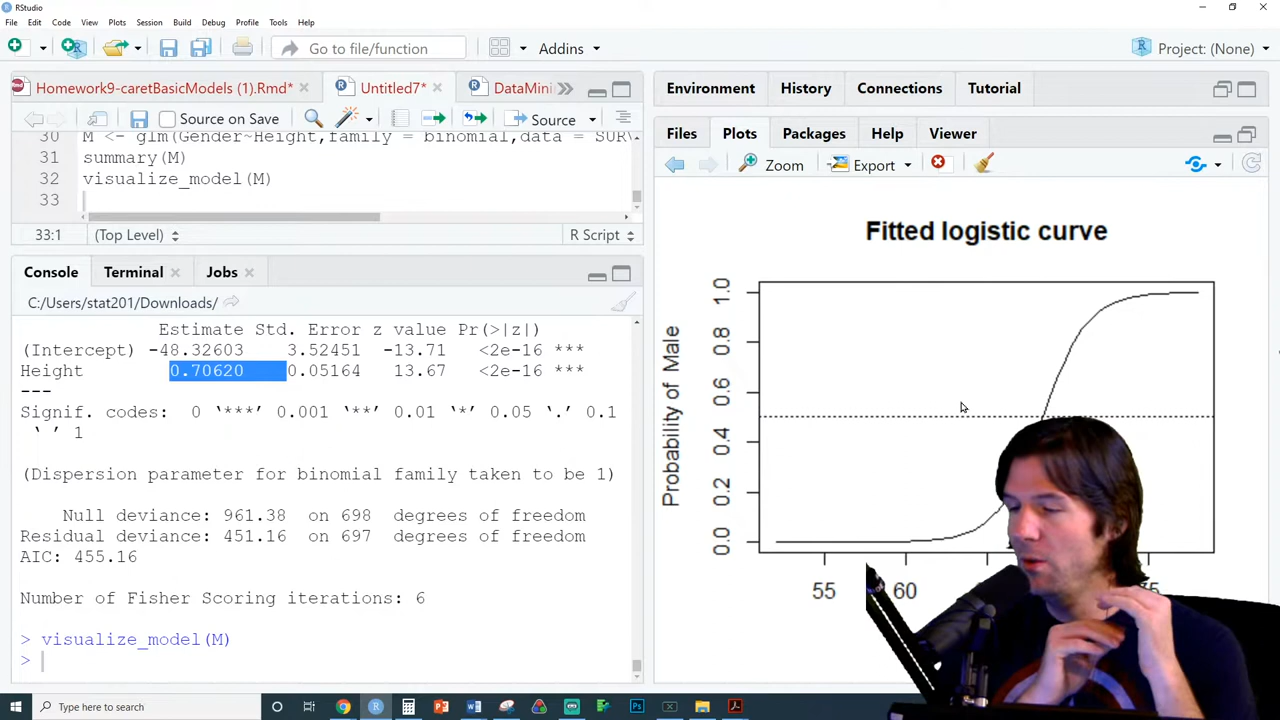 RStudio
File Edit Code View Plots Session Build Debug Profile Tools Help
Go to file/function
Addins
Project: (None)
Homework9-caretBasicModels (1).Rmd*
Untitled7*
DataMini
Source on Save
Source
30 M <- glm(Gender~Height,family = binomial,data = SURV
31 summary(M)
32 visualize_model(M)
33
33:1 (Top Level) R Script
Console Terminal Jobs
C:/Users/stat201/Downloads/
Estimate Std. Error z value Pr(>|z|)
(Intercept) -48.32603 3.52451 -13.71 <2e-16 ***
Height 0.70620 0.05164 13.67 <2e-16 ***
---
Signif. codes: 0 ‘***’ 0.001 ‘**’ 0.01 ‘*’ 0.05 ‘.’ 0.1
‘ ’ 1
(Dispersion parameter for binomial family taken to be 1)
Null deviance: 961.38 on 698 degrees of freedom
Residual deviance: 451.16 on 697 degrees of freedom
AIC: 455.16
Number of Fisher Scoring iterations: 6
> visualize_model(M)
>
Environment History Connections Tutorial
Files Plots Packages Help Viewer
Zoom Export
Fitted logistic curve
Probability of Male
1.0
0.8
0.6
0.4
0.2
0.0
55 60
Type here to search